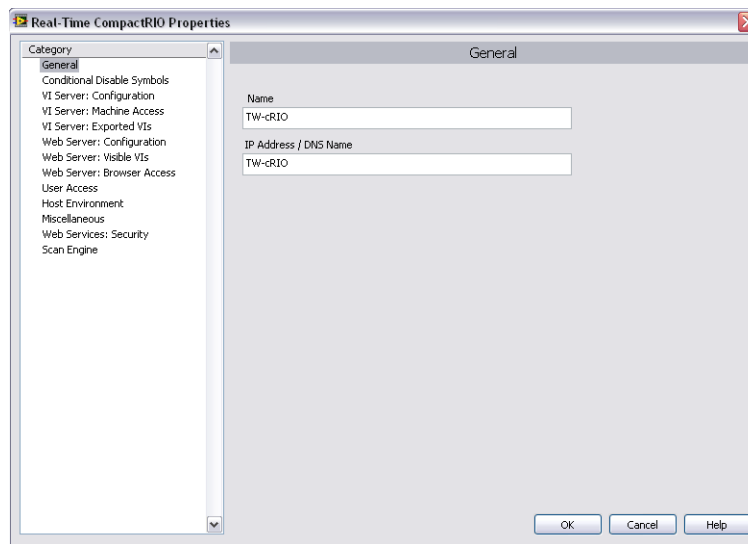 Real-Time CompactRIO Properties
Category
General
Conditional Disable Symbols
VI Server: Configuration
VI Server: Machine Access
VI Server: Exported VIs
Web Server: Configuration
Web Server: Visible VIs
Web Server: Browser Access
User Access
Host Environment
Miscellaneous
Web Services: Security
Scan Engine
General
Name
TW-cRIO
IP Address / DNS Name
TW-cRIO
OK
Cancel
Help